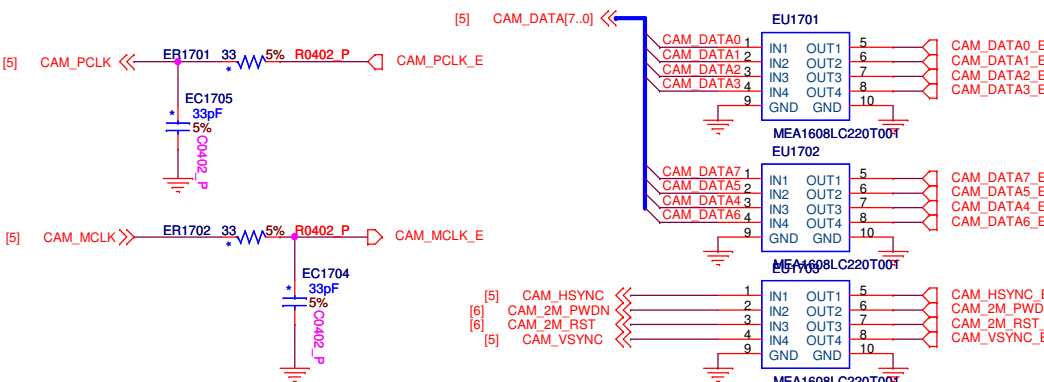 [5] CAM_PCLK ER1701 33 5% R0402_P CAM_PCLK_E
*
EC1705
* 33pF
5%
C0402_P
[5] CAM_MCLK ER1702 33 5% R0402_P CAM_MCLK_E
*
EC1704
* 33pF
5%
C0402_P
[5] CAM_DATA[7..0]
EU1701
CAM_DATA0 1 IN1 OUT1 5 CAM_DATA0_E
CAM_DATA1 2 IN2 OUT2 6 CAM_DATA1_E
CAM_DATA2 3 IN3 OUT3 7 CAM_DATA2_E
CAM_DATA3 4 IN4 OUT4 8 CAM_DATA3_E
9 GND GND 10
MEA1608LC220T001
EU1702
CAM_DATA7 1 IN1 OUT1 5 CAM_DATA7_E
CAM_DATA5 2 IN2 OUT2 6 CAM_DATA5_E
CAM_DATA4 3 IN3 OUT3 7 CAM_DATA4_E
CAM_DATA6 4 IN4 OUT4 8 CAM_DATA6_E
9 GND GND 10
MEA1608LC220T001
EU1703
[5] CAM_HSYNC 1 IN1 OUT1 5 CAM_HSYNC_E
[6] CAM_2M_PWDN 2 IN2 OUT2 6 CAM_2M_PWD
[6] CAM_2M_RST 3 IN3 OUT3 7 CAM_2M_RST_
[5] CAM_VSYNC 4 IN4 OUT4 8 CAM_VSYNC_E
9 GND GND 10
MEA1608LC220T001